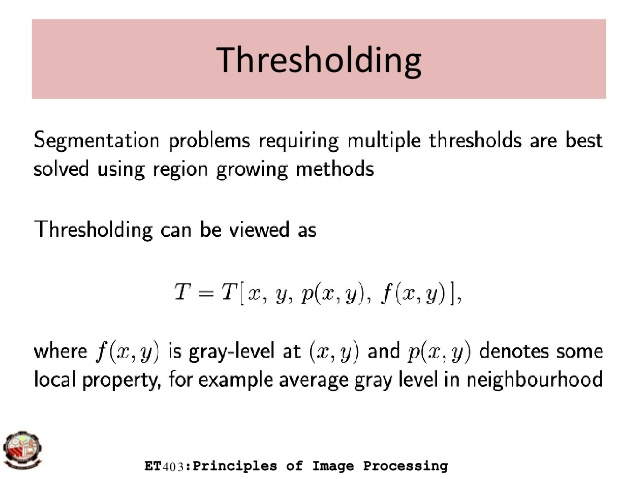 Thresholding
Segmentation problems requiring multiple thresholds are best
solved using region growing methods
Thresholding can be viewed as
T = T[ x, y, p(x, y), f(x, y) ],
where f(x, y) is gray-level at (x, y) and p(x, y) denotes some
local property, for example average gray level in neighbourhood
ET403:Principles of Image Processing